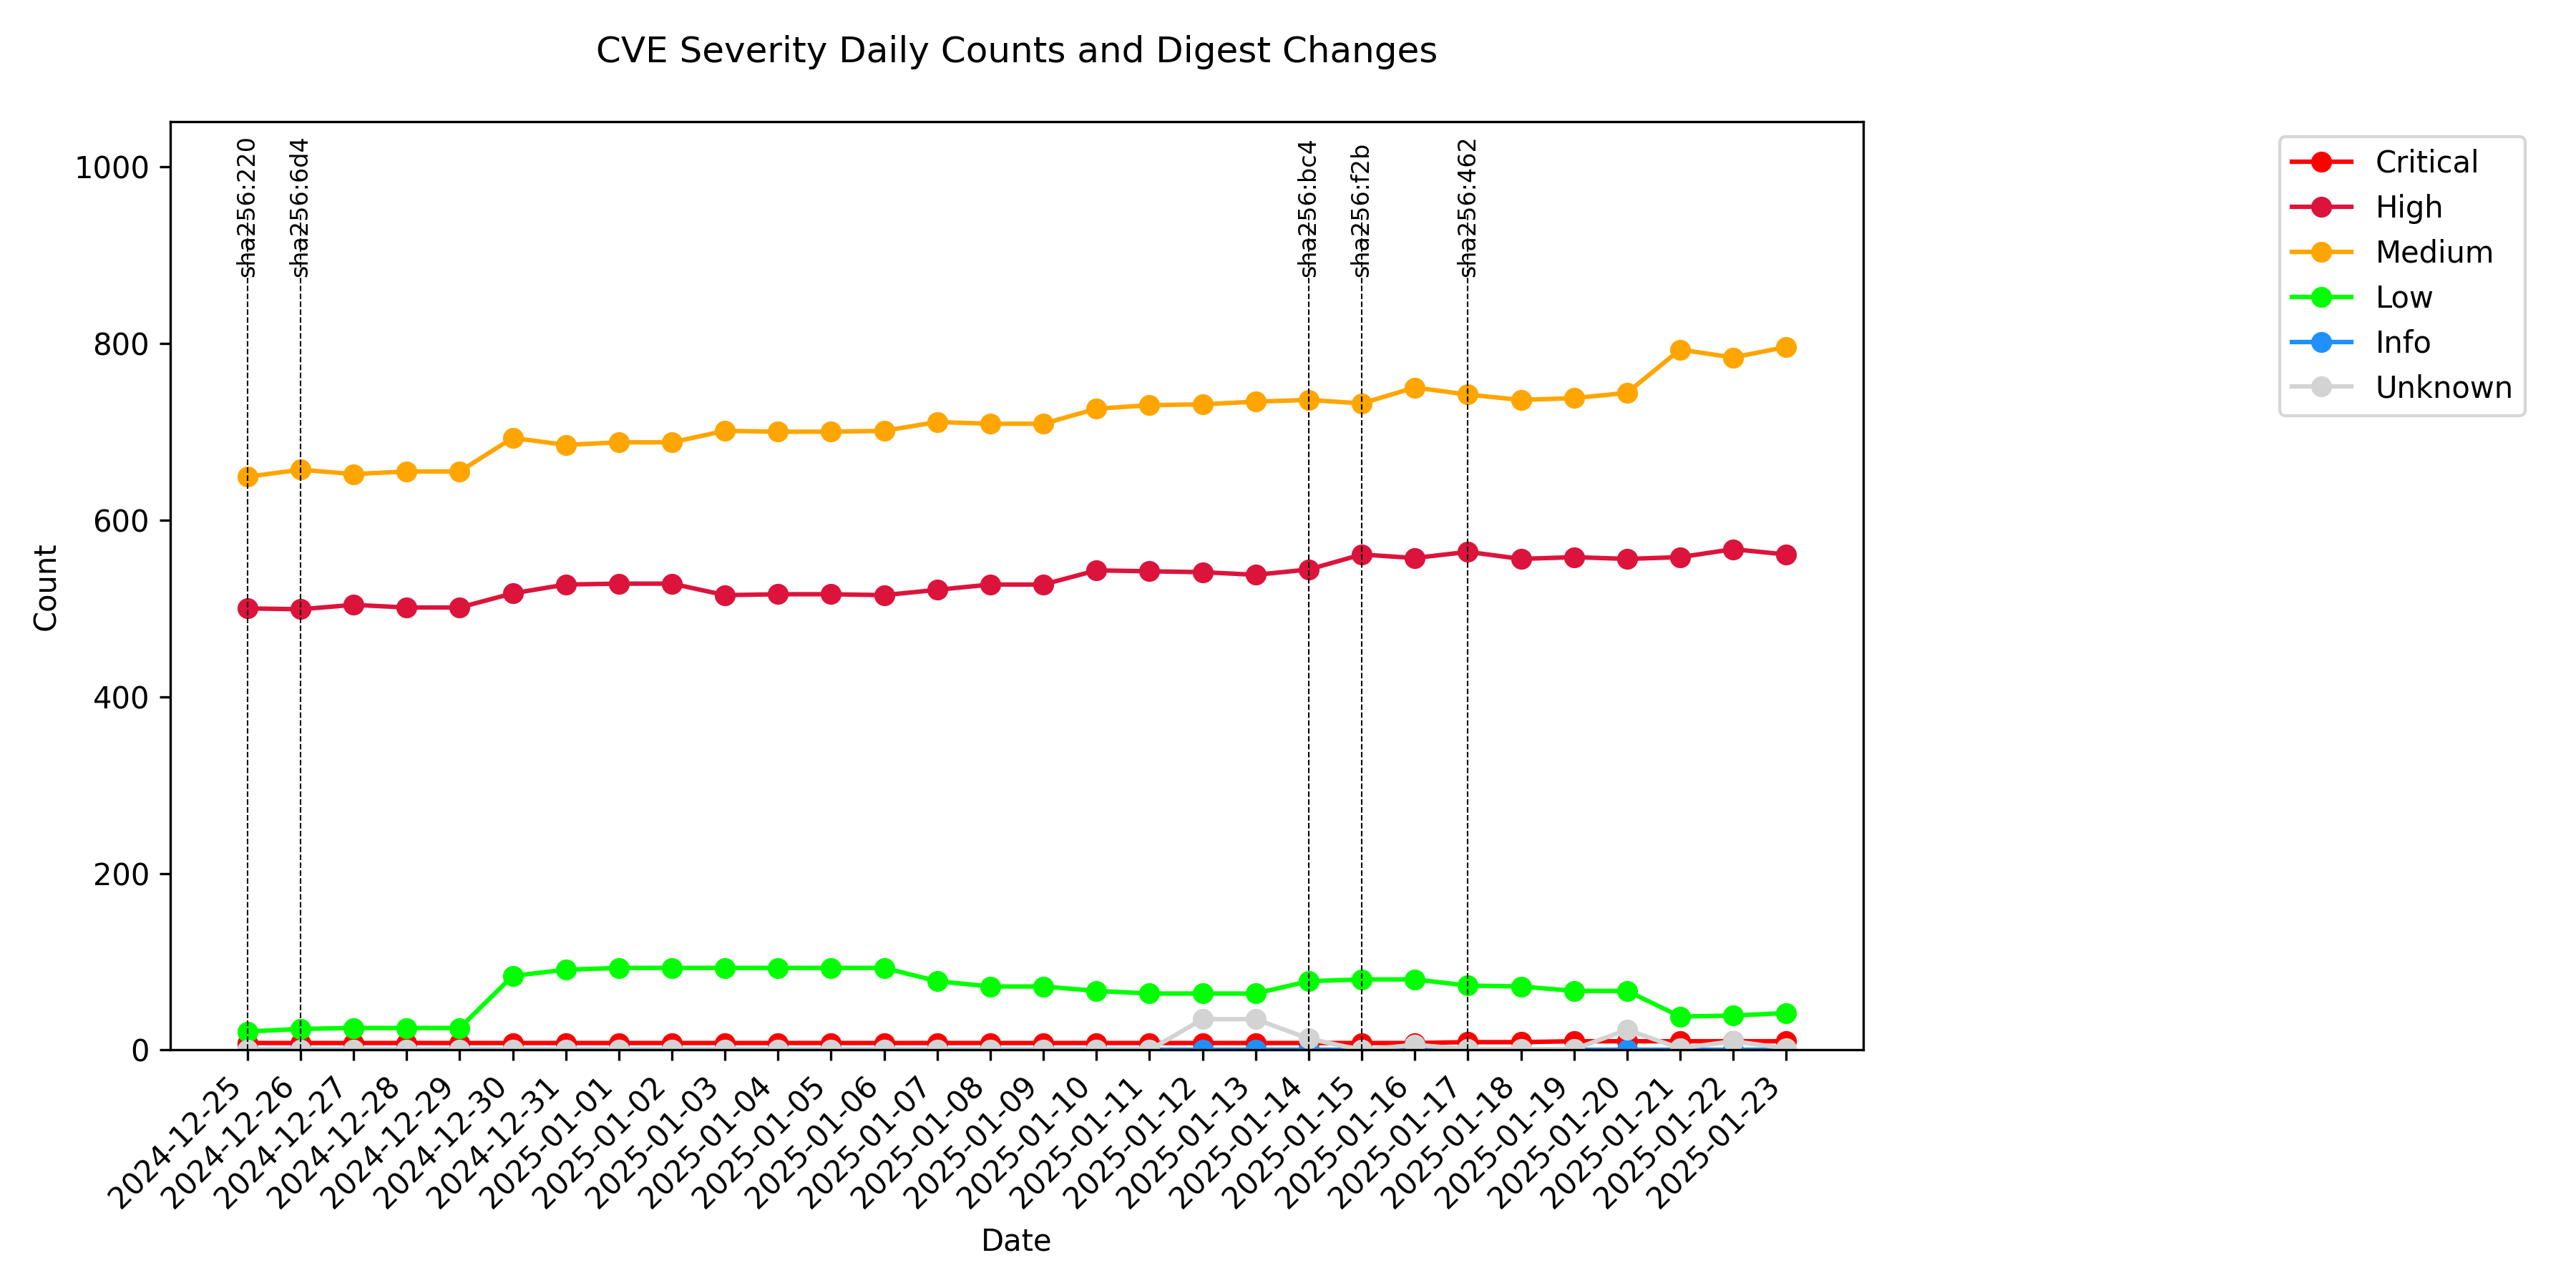 CVE Severity Daily Counts and Digest Changes
sha256:220
sha256:6d4
sha256:bc4
sha256:f2b
sha256:462
1000
800
600
400
200
0
Count
2024-12-25
2024-12-26
2024-12-27
2024-12-28
2024-12-29
2024-12-30
2024-12-31
2025-01-01
2025-01-02
2025-01-03
2025-01-04
2025-01-05
2025-01-06
2025-01-07
2025-01-08
2025-01-09
2025-01-10
2025-01-11
2025-01-12
2025-01-13
2025-01-14
2025-01-15
2025-01-16
2025-01-17
2025-01-18
2025-01-19
2025-01-20
2025-01-21
2025-01-22
2025-01-23
Date
Critical
High
Medium
Low
Info
Unknown